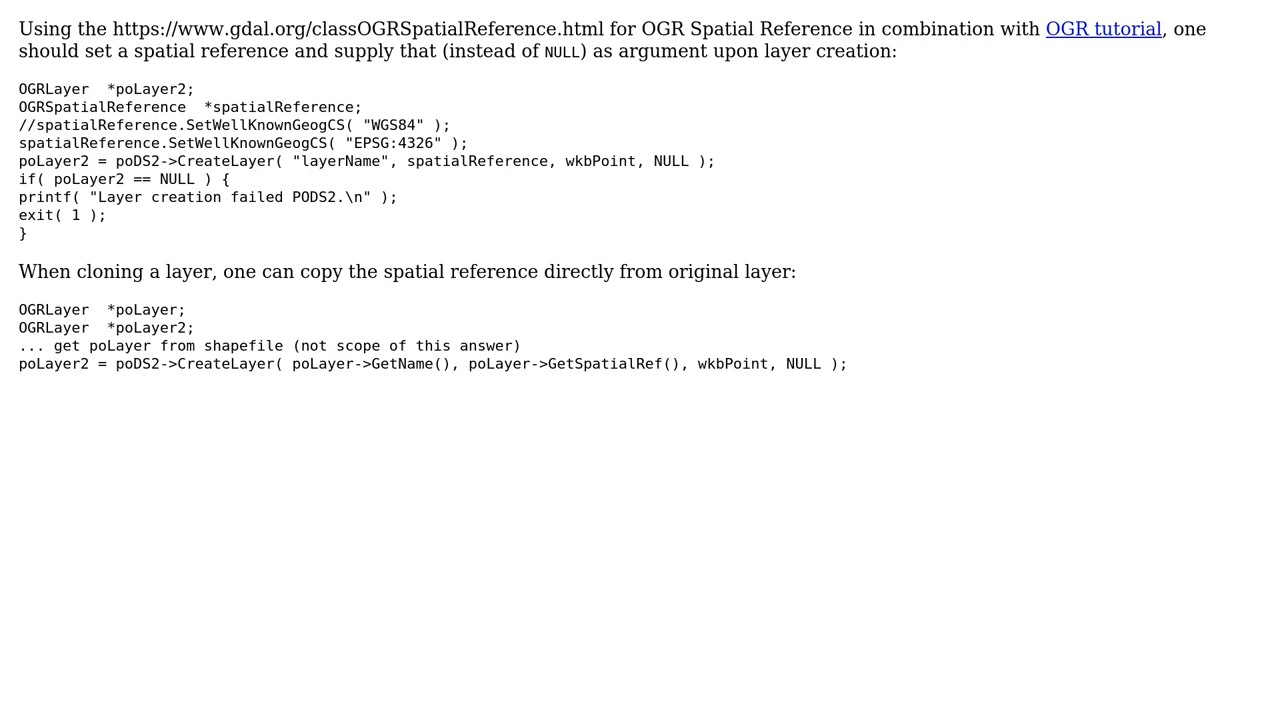 Using the https://www.gdal.org/classOGRSpatialReference.html for OGR Spatial Reference in combination with OGR tutorial, one
should set a spatial reference and supply that (instead of NULL) as argument upon layer creation:
OGRLayer  *poLayer2;
OGRSpatialReference  *spatialReference;
//spatialReference.SetWellKnownGeogCS( "WGS84" );
spatialReference.SetWellKnownGeogCS( "EPSG:4326" );
poLayer2 = poDS2->CreateLayer( "layerName", spatialReference, wkbPoint, NULL );
if( poLayer2 == NULL ) {
printf( "Layer creation failed PODS2.\n" );
exit( 1 );
}
When cloning a layer, one can copy the spatial reference directly from original layer:
OGRLayer  *poLayer;
OGRLayer  *poLayer2;
... get poLayer from shapefile (not scope of this answer)
poLayer2 = poDS2->CreateLayer( poLayer->GetName(), poLayer->GetSpatialRef(), wkbPoint, NULL );